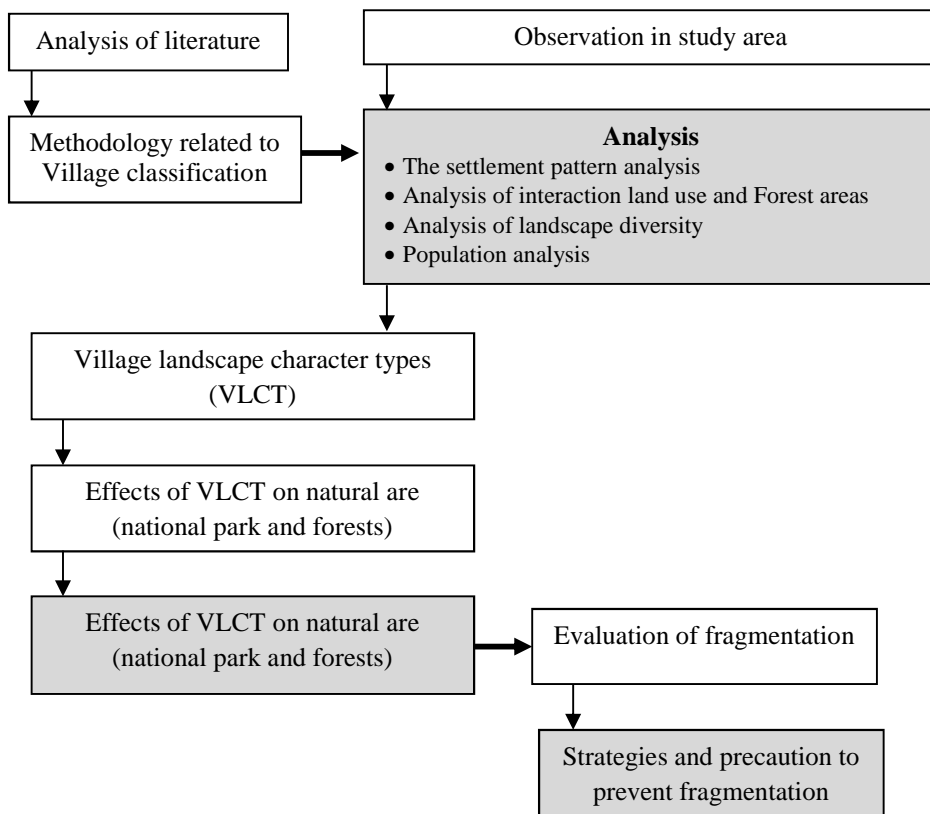 Analysis of literature
Observation in study area
Methodology related to
Village classification
Analysis
• The settlement pattern analysis
• Analysis of interaction land use and Forest areas
• Analysis of landscape diversity
• Population analysis
Village landscape character types
(VLCT)
Effects of VLCT on natural are
(national park and forests)
Effects of VLCT on natural are
(national park and forests)
Evaluation of fragmentation
Strategies and precaution to
prevent fragmentation